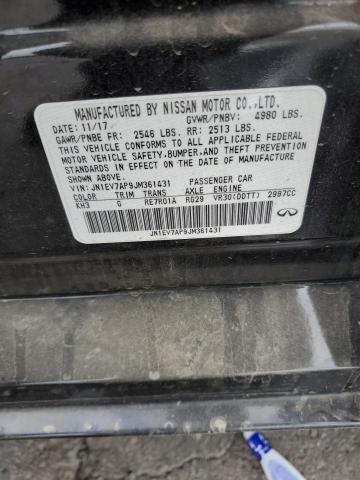 MANUFACTURED BY NISSAN MOTOR CO.,LTD.
DATE: 11/17 GVWR/PNBV: 4980 LBS.
GAWR/PNBE FR: 2546 LBS. RR: 2513 LBS.
THIS VEHICLE CONFORMS TO ALL APPLICABLE FEDERAL
MOTOR VEHICLE SAFETY, BUMPER, AND THEFT PREVENTION
STANDARDS IN EFFECT ON THE DATE OF MANUFACTURE
SHOWN ABOVE.
VIN: JN1EV7AP9JM361431 PASSENGER CAR
COLOR TRIM TRANS AXLE ENGINE
KH3 G RE7R01A RG29 VR30(DDTT) 2997CC
JN1EV7AP9JM361431